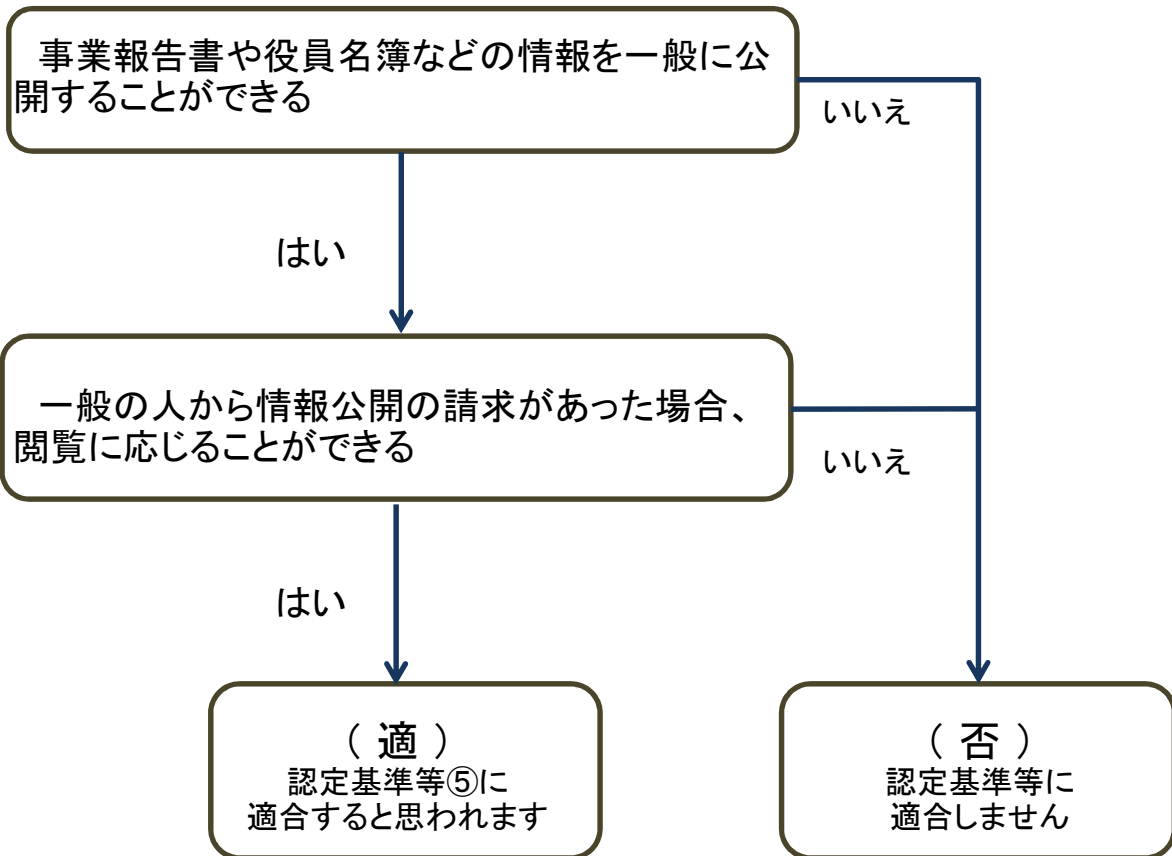 事業報告書や役員名簿などの情報を一般に公
開することができる
いいえ
はい
一般の人から情報公開の請求があった場合、
閲覧に応じることができる
いいえ
はい
（ 適 ）
認定基準等⑤に
適合すると思われます
（ 否 ）
認定基準等に
適合しません